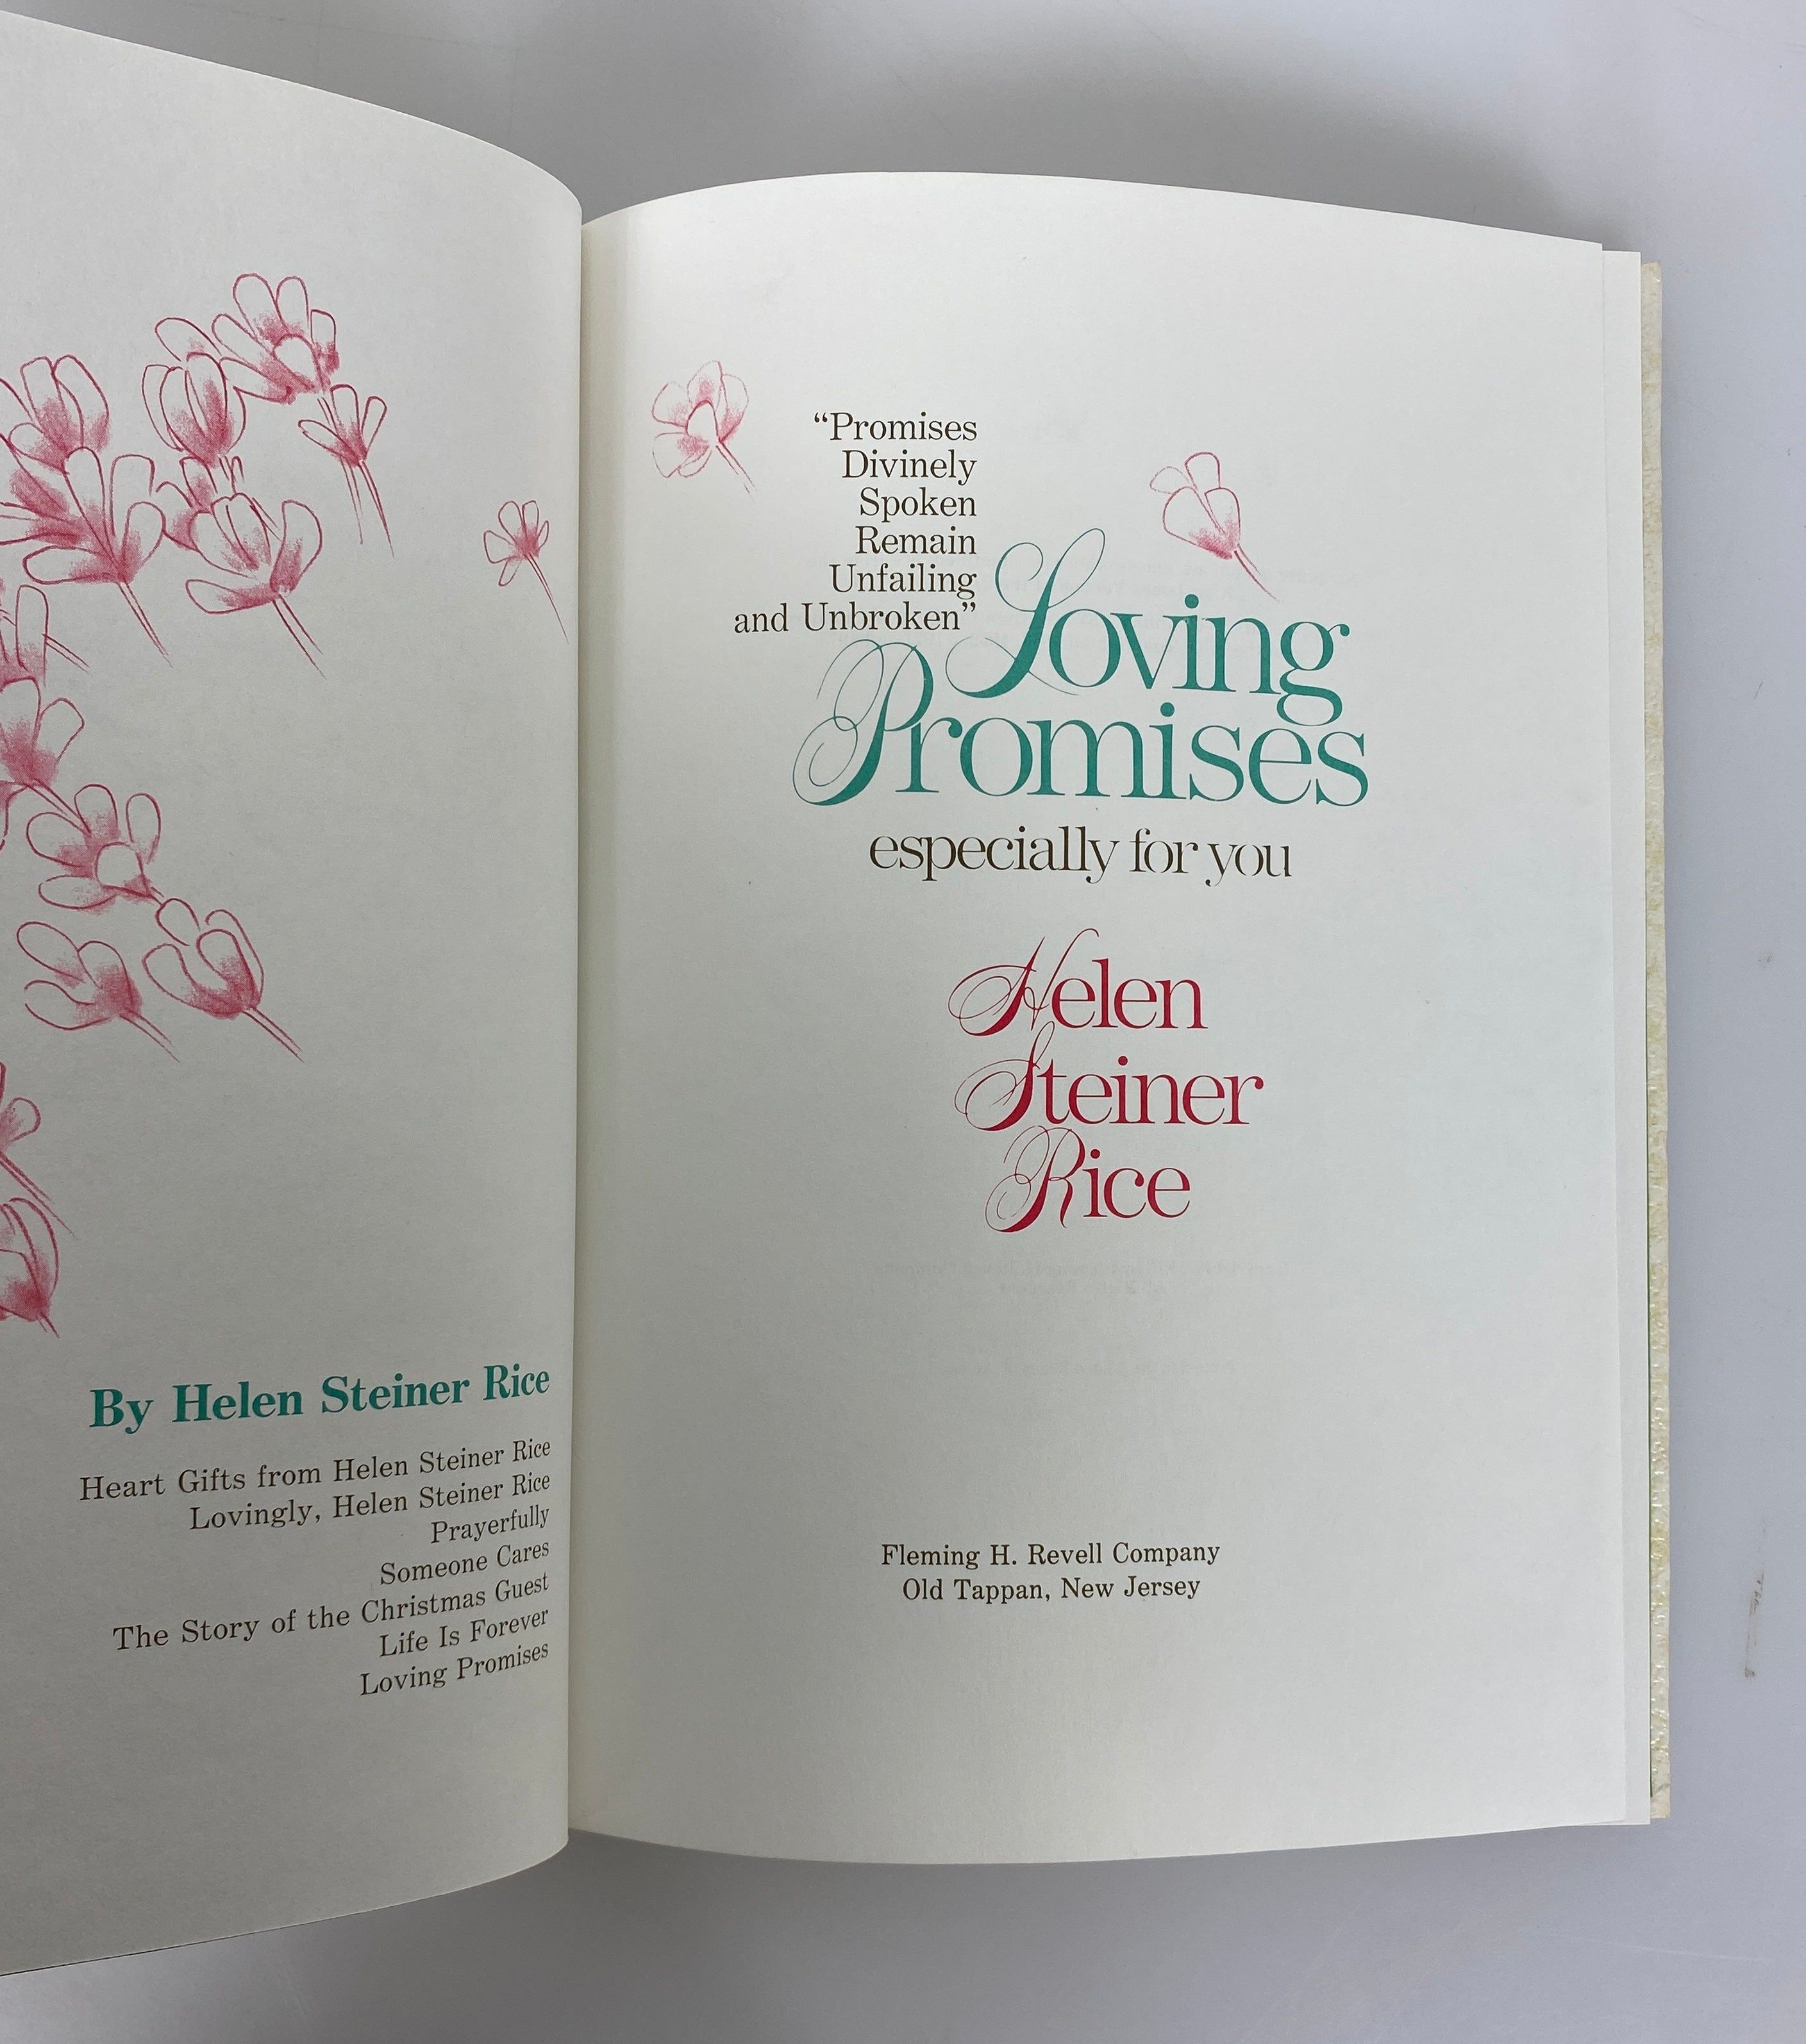 By Helen Steiner Rice
Heart Gifts from Helen Steiner Rice
Lovingly, Helen Steiner Rice
Prayerfully
Someone Cares
The Story of the Christmas Guest
Life Is Forever
Loving Promises
“Promises
Divinely
Spoken
Remain
Unfailing
and Unbroken”
Loving
Promises
especially for you
Helen
Steiner
Rice
Fleming H. Revell Company
Old Tappan, New Jersey